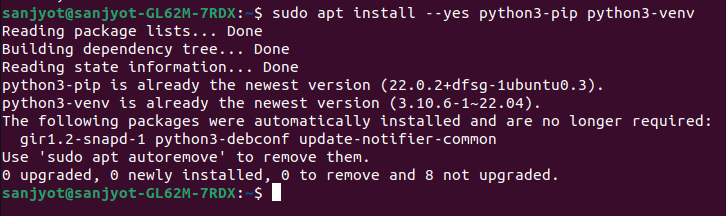 sanjyot@sanjyot-GL62M-7RDX:~$ sudo apt install --yes python3-pip python3-venv
Reading package lists... Done
Building dependency tree... Done
Reading state information... Done
python3-pip is already the newest version (22.0.2+dfsg-1ubuntu0.3).
python3-venv is already the newest version (3.10.6-1~22.04).
The following packages were automatically installed and are no longer required:
  gir1.2-snapd-1 python3-debconf update-notifier-common
Use 'sudo apt autoremove' to remove them.
0 upgraded, 0 newly installed, 0 to remove and 8 not upgraded.
sanjyot@sanjyot-GL62M-7RDX:~$